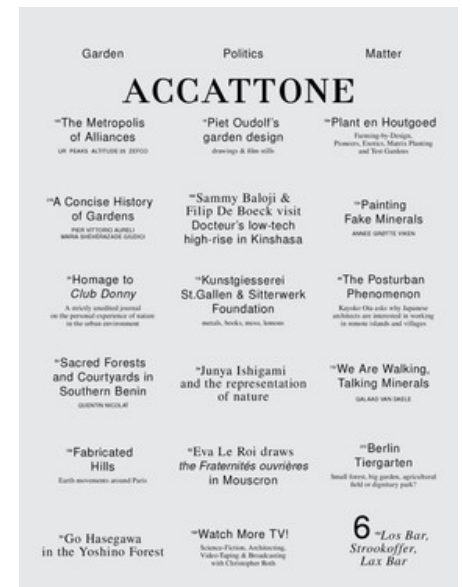 Garden Politics Matter
ACCATTONE
The Metropolis
of Alliances
UR PEAKS ALTITUDE 35 ZEFCO
Piet Oudolf's
garden design
drawings & film stills
Plant en Houtgoed
Farming-by-Design,
Pioneers, Exotics, Matrix Planting
and Test Gardens
A Concise History
of Gardens
PIER VITTORIO AURELI
MARIA SHÉHÉRAZADE GIUDICI
Sammy Baloji &
Filip De Boeck visit
Docteur's low-tech
high-rise in Kinshasa
Painting
Fake Minerals
ANNEE GRØTTE VIKEN
Homage to
Club Donny
A strictly unedited journal
on the personal experience of nature
in the urban environment
Kunstgiesserei
St.Gallen & Sitterwerk
Foundation
metals, books, moss, lemons
The Posturban
Phenomenon
Kayoko Ota asks why Japanese
architects are interested in working
in remote islands and villages
Sacred Forests
and Courtyards in
Southern Benin
QUENTIN NICOLAÏ
Junya Ishigami
and the representation
of nature
We Are Walking,
Talking Minerals
GALAAD VAN DAELE
Fabricated
Hills
Earth movements around Paris
Eva Le Roi draws
the Fraternités ouvrières
in Mouscron
Berlin
Tiergarten
Small forest, big garden, agricultural
field or dignitary park?
Go Hasegawa
in the Yoshino Forest
Watch More TV!
Science-Fiction, Architecting,
Video-Taping & Broadcasting
with Christopher Roth
6 Los Bar,
Strookoffer,
Lax Bar